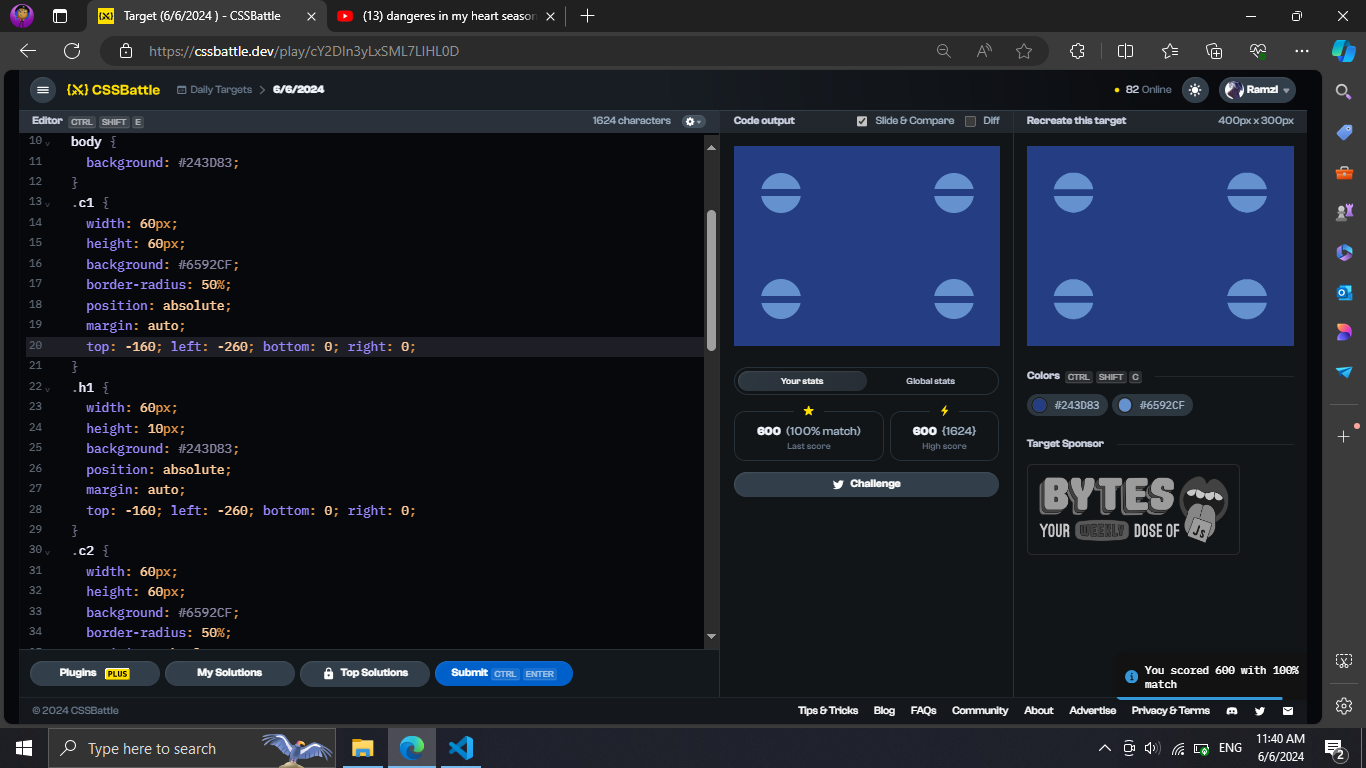 Target (6/6/2024 ) - CSSBattle
(13) dangeres in my heart season
https://cssbattle.dev/play/cY2DIn3yLxSML7LIHL0D
CSSBattle
Daily Targets > 6/6/2024
82 Online
Ramzi
Editor CTRL SHIFT E
1624 characters
Code output
Slide & Compare
Diff
Recreate this target
400px x 300px
10 body {
11 background: #243D83;
12 }
13 .c1 {
14 width: 60px;
15 height: 60px;
16 background: #6592CF;
17 border-radius: 50%;
18 position: absolute;
19 margin: auto;
20 top: -160; left: -260; bottom: 0; right: 0;
21 }
22 .h1 {
23 width: 60px;
24 height: 10px;
25 background: #243D83;
26 position: absolute;
27 margin: auto;
28 top: -160; left: -260; bottom: 0; right: 0;
29 }
30 .c2 {
31 width: 60px;
32 height: 60px;
33 background: #6592CF;
34 border-radius: 50%;
Your stats
Global stats
600 (100% match)
Last score
600 {1624}
High score
Challenge
Colors CTRL SHIFT C
#243D83
#6592CF
Target Sponsor
BYTES
YOUR WEEKLY DOSE OF JS
Plugins PLUS
My Solutions
Top Solutions
Submit CTRL ENTER
You scored 600 with 100%
match
© 2024 CSSBattle
Tips & Tricks
Blog
FAQs
Community
About
Advertise
Privacy & Terms
Type here to search
ENG
11:40 AM
6/6/2024
2